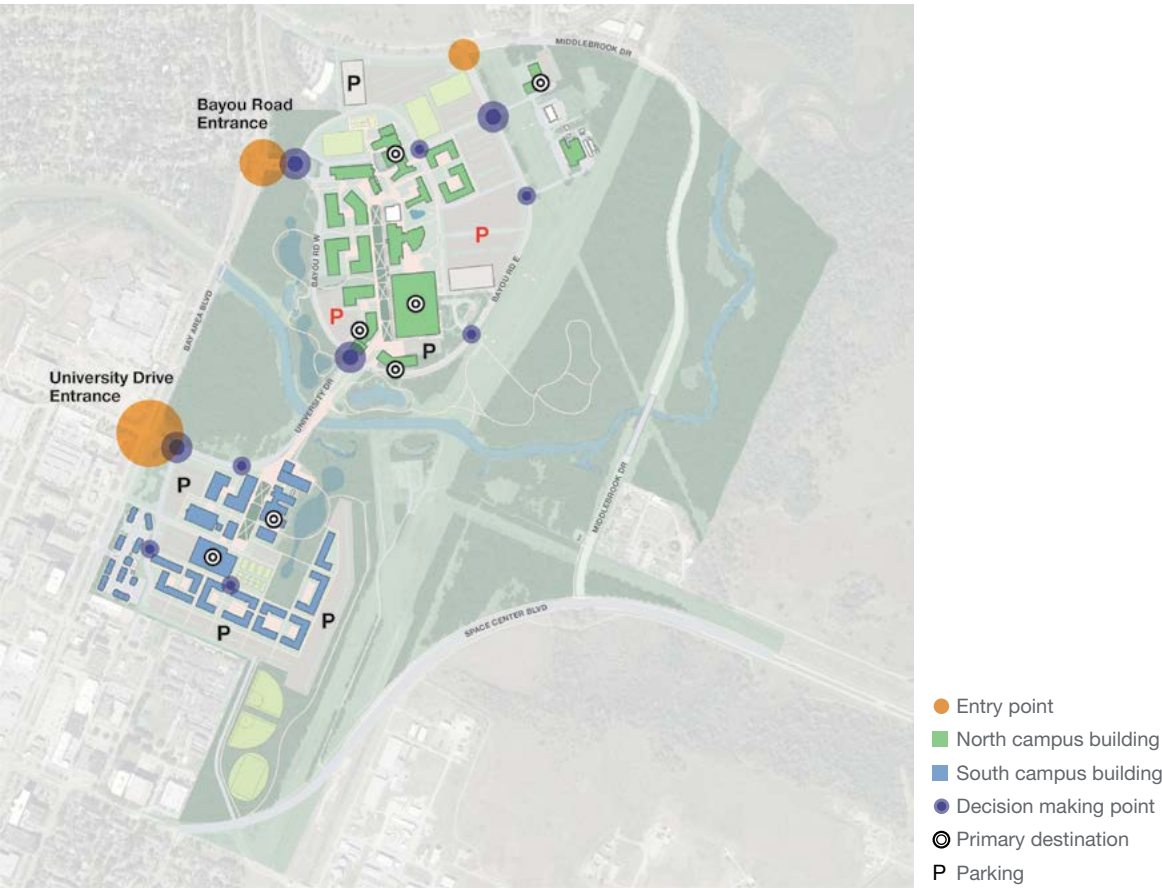 MIDDLEBROOK DR
P
Bayou Road
Entrance
P
BAYOU RD W
BAYOU RD E
BAY AREA BLVD
P
P
University Drive
Entrance
UNIVERSITY DR
P
MIDDLEBROOK DR
P
P
SPACE CENTER BLVD
Entry point
North campus building
South campus building
Decision making point
Primary destination
P Parking